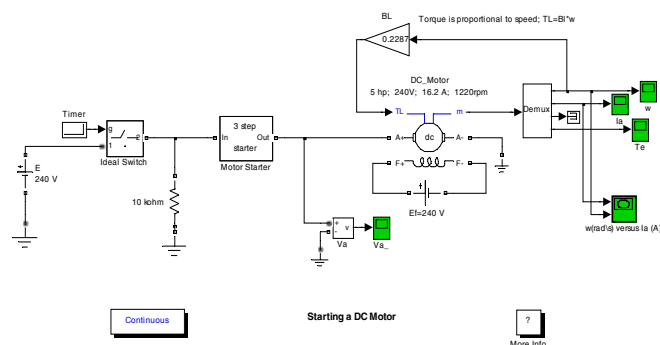 BL
Torque is proportional to speed; TL=Bl*w
0.2287
DC_Motor
5 hp; 240V; 16.2 A; 1220rpm
Timer
g
1
2
Ideal Switch
E
240 V
10 kohm
In
3 step
starter
Out
Motor Starter
TL
m
A+
dc
A-
F+
F-
Ef=240 V
Demux
w
Ia
Te
w(rad\s) versus Ia (A)
+
-
v
Va
Va_
Continuous
Starting a DC Motor
?
More Info